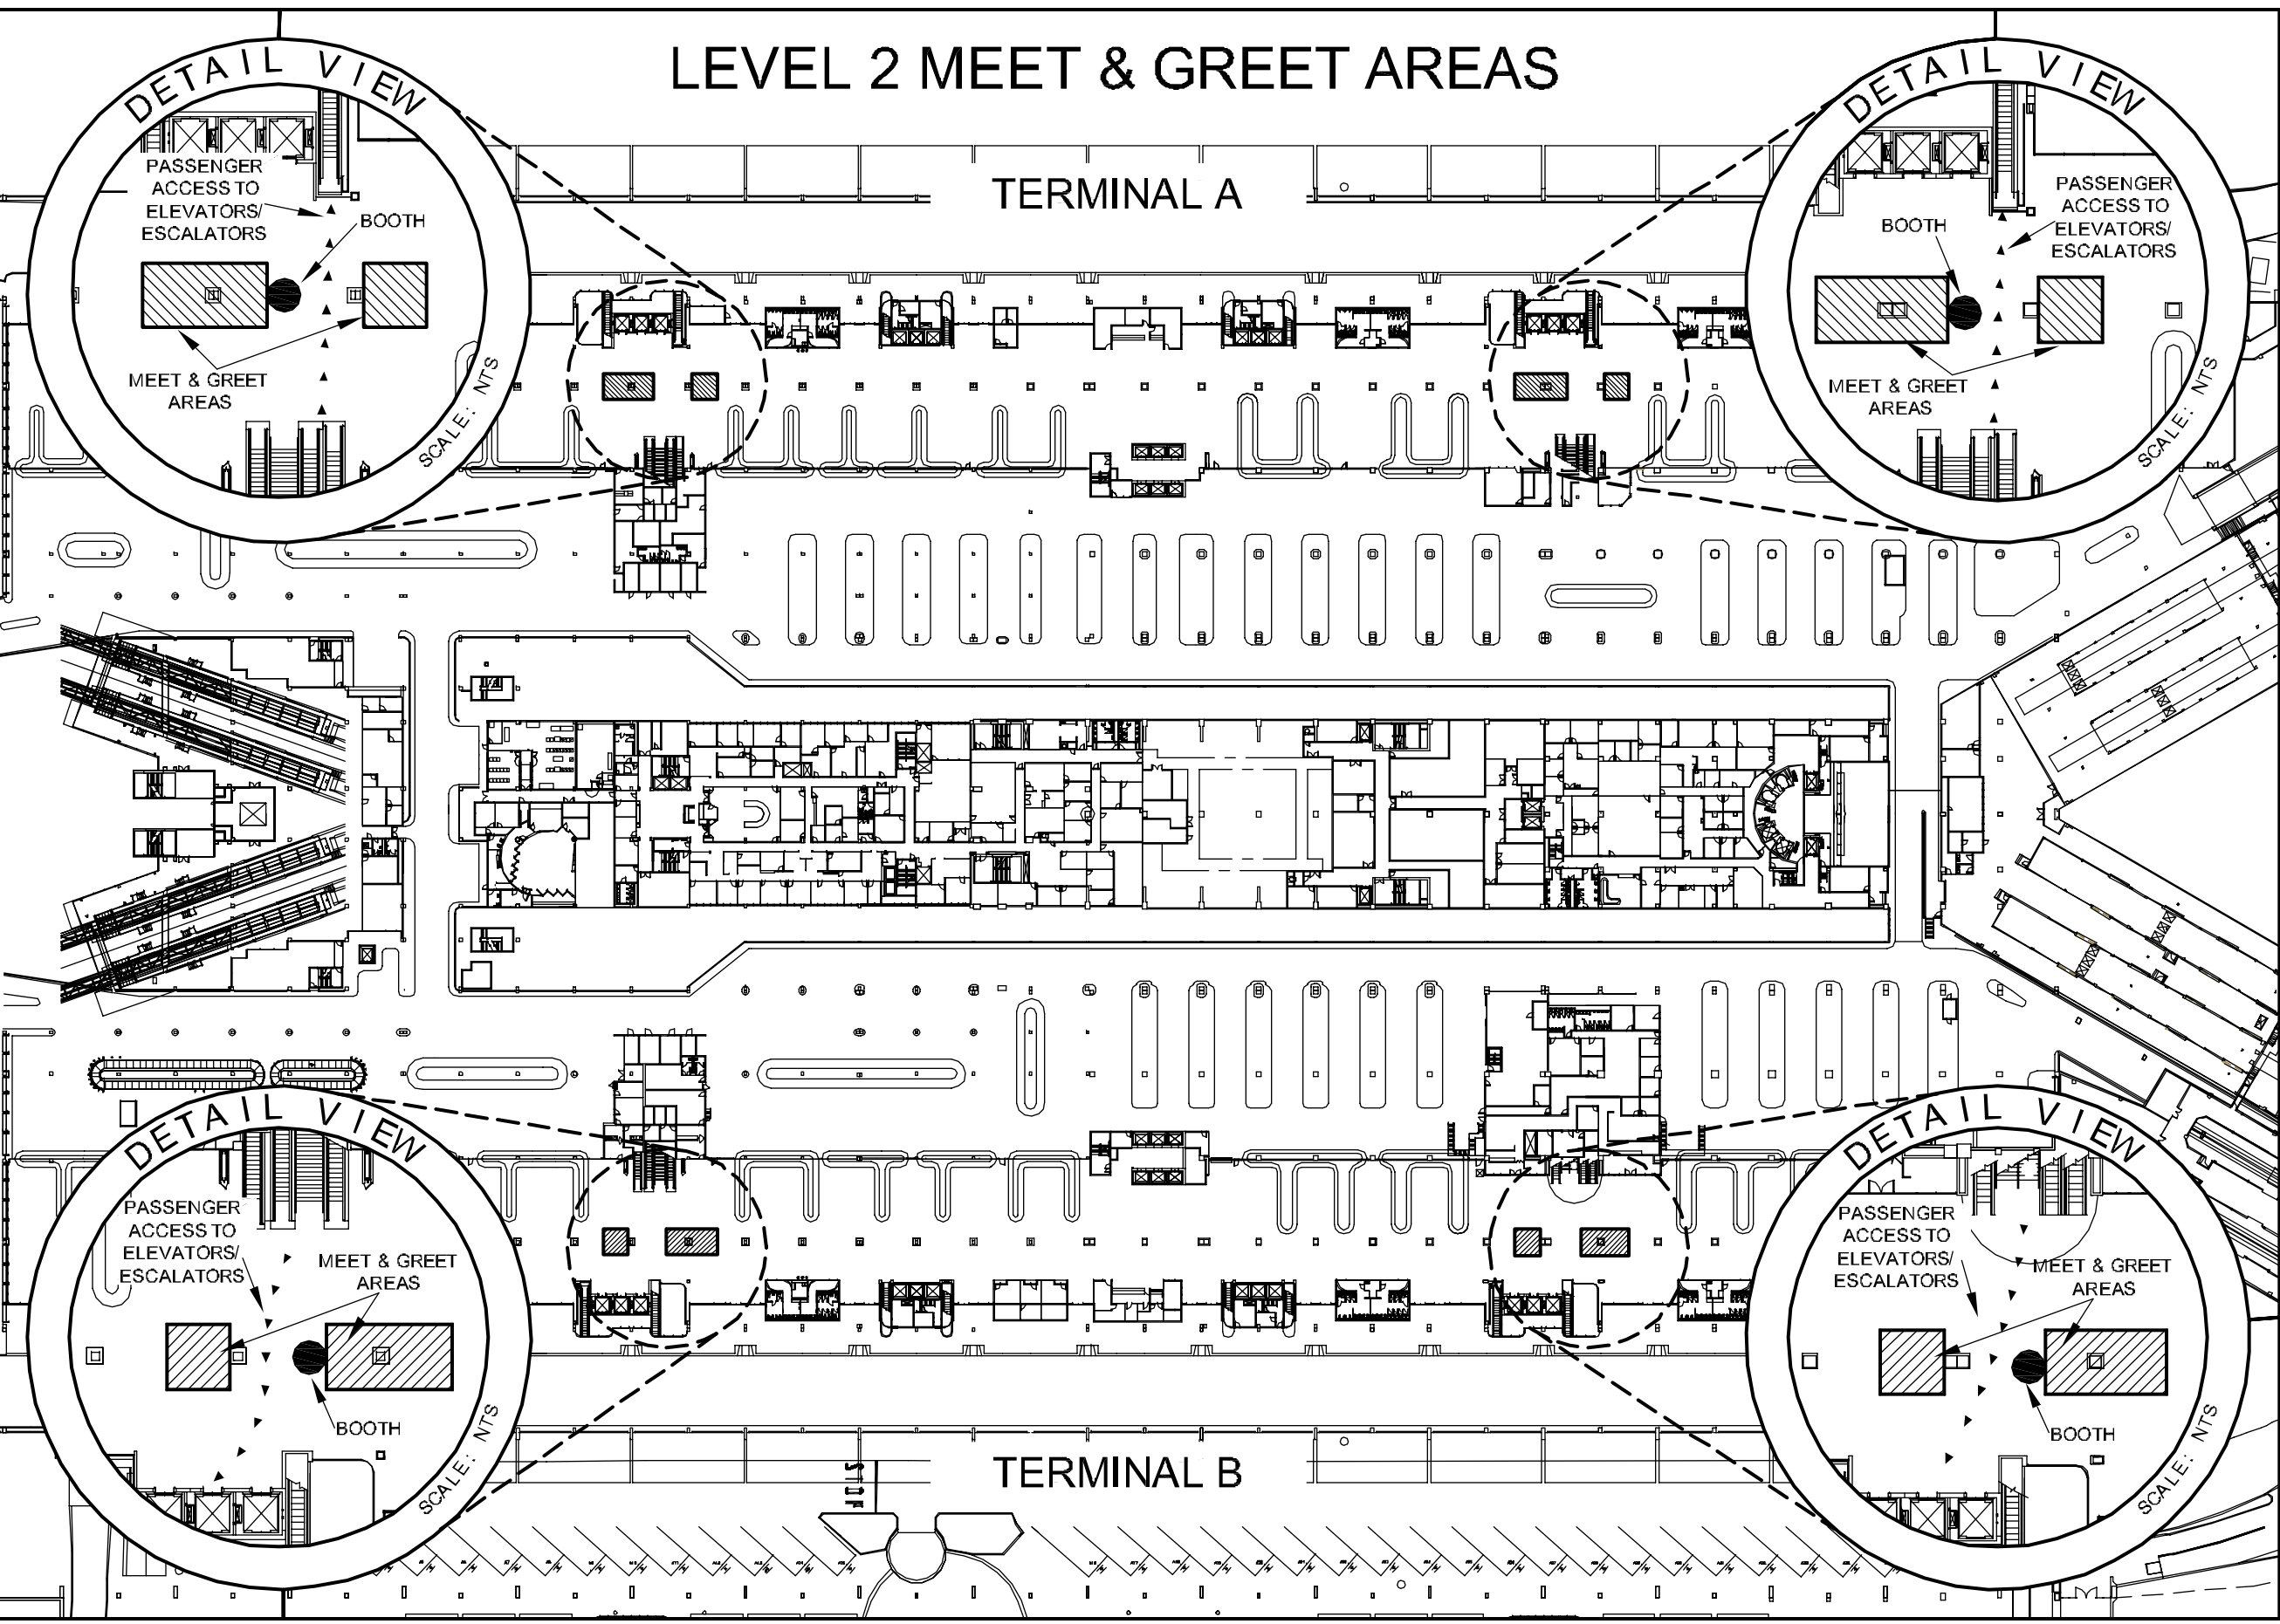 LEVEL 2 MEET & GREET AREAS
DETAIL VIEW
PASSENGER
ACCESS TO
ELEVATORS/
ESCALATORS
BOOTH
MEET & GREET
AREAS
SCALE: NTS
TERMINAL A
DETAIL VIEW
PASSENGER
ACCESS TO
ELEVATORS/
ESCALATORS
BOOTH
MEET & GREET
AREAS
SCALE: NTS
DETAIL VIEW
PASSENGER
ACCESS TO
ELEVATORS/
ESCALATORS
MEET & GREET
AREAS
BOOTH
SCALE: NTS
TERMINAL B
DETAIL VIEW
PASSENGER
ACCESS TO
ELEVATORS/
ESCALATORS
MEET & GREET
AREAS
BOOTH
SCALE: NTS